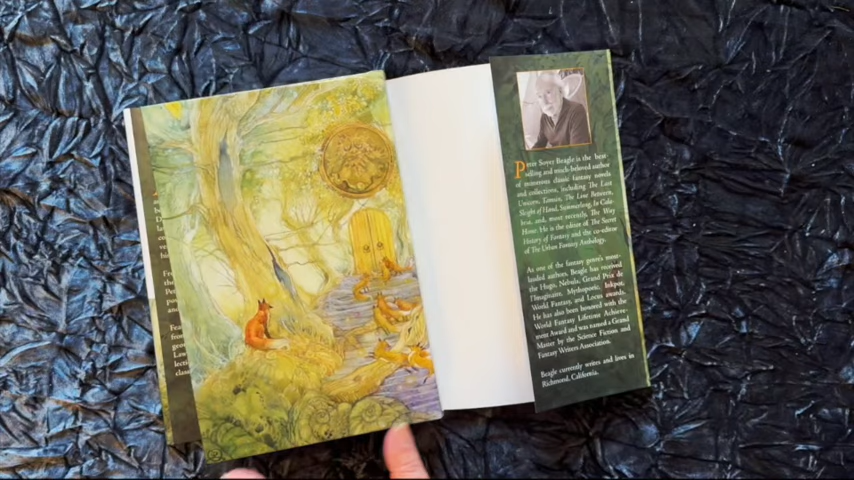 Peter Soyer Beagle is the best-
selling and much-beloved author
of numerous classic fantasy novels
and collections, including The Last
Unicorn, Tamsin, The Line Between,
Sleight of Hand, Summerlong, In Cala-
bria, and, most recently, The Way
Home. He is the editor of The Secret
History of Fantasy and the co-editor
of The Urban Fantasy Anthology.
As one of the fantasy genre's most-
lauded authors, Beagle has received
the Hugo, Nebula, Grand Prix de
l'Imaginaire, Mythopoeic, Inkpot,
World Fantasy, and Locus awards.
He has also been honored with the
World Fantasy Lifetime Achieve-
ment Award and was named a Grand
Master by the Science Fiction and
Fantasy Writers Association.
Beagle currently writes and lives in
Richmond, California.